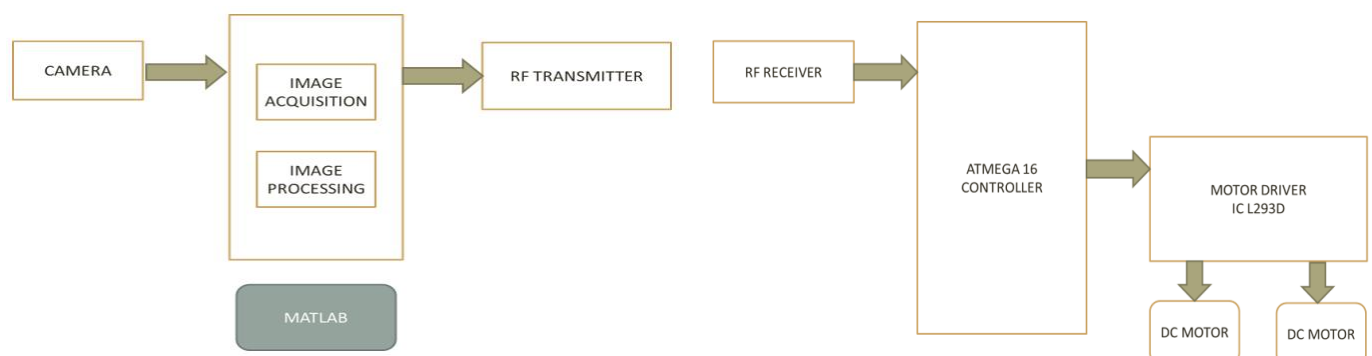 CAMERA
IMAGE
ACQUISITION
IMAGE
PROCESSING
MATLAB
RF TRANSMITTER
RF RECEIVER
ATMEGA 16
CONTROLLER
MOTOR DRIVER
IC L293D
DC MOTOR
DC MOTOR